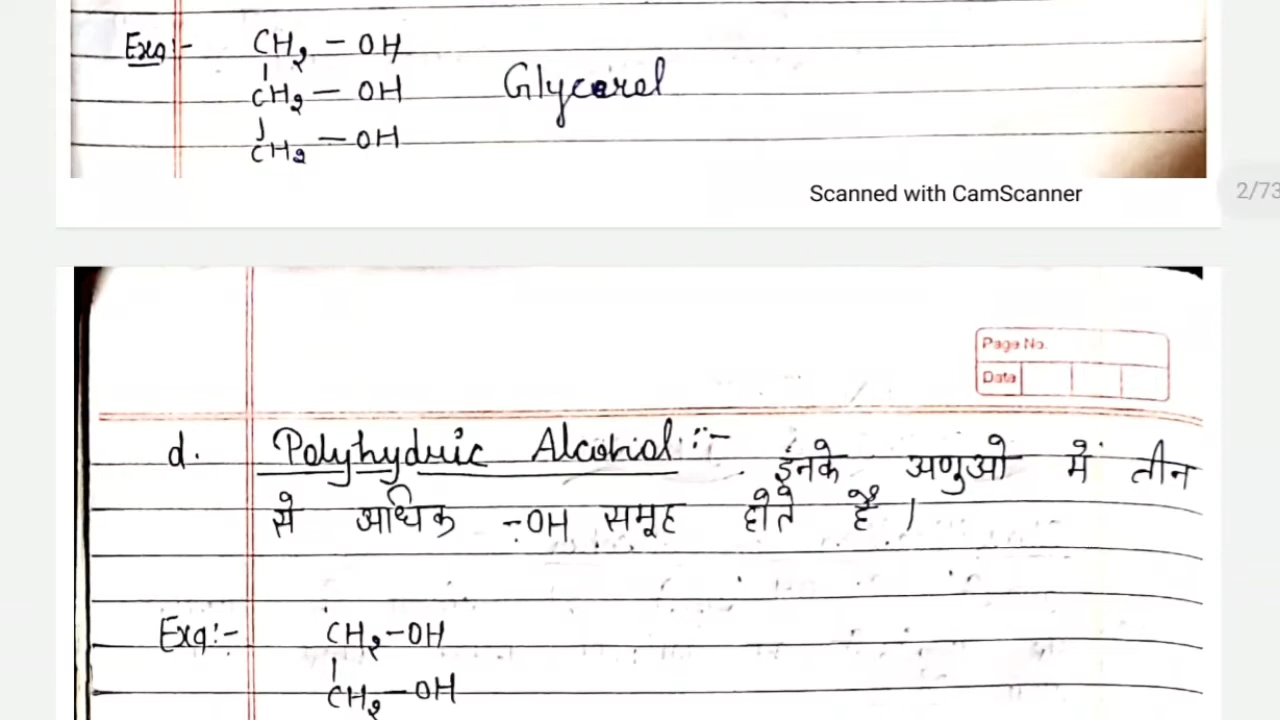 Exa:- CH2 - OH
|
CH2 - OH Glycerol
|
CH2 - OH
Scanned with CamScanner
2/73
Page No.
Date
d. Polyhydric Alcohol :- इनके अणुओ में तीन
से अधिक -OH समूह होते है ।
Exa:- CH2-OH
|
CH2-OH